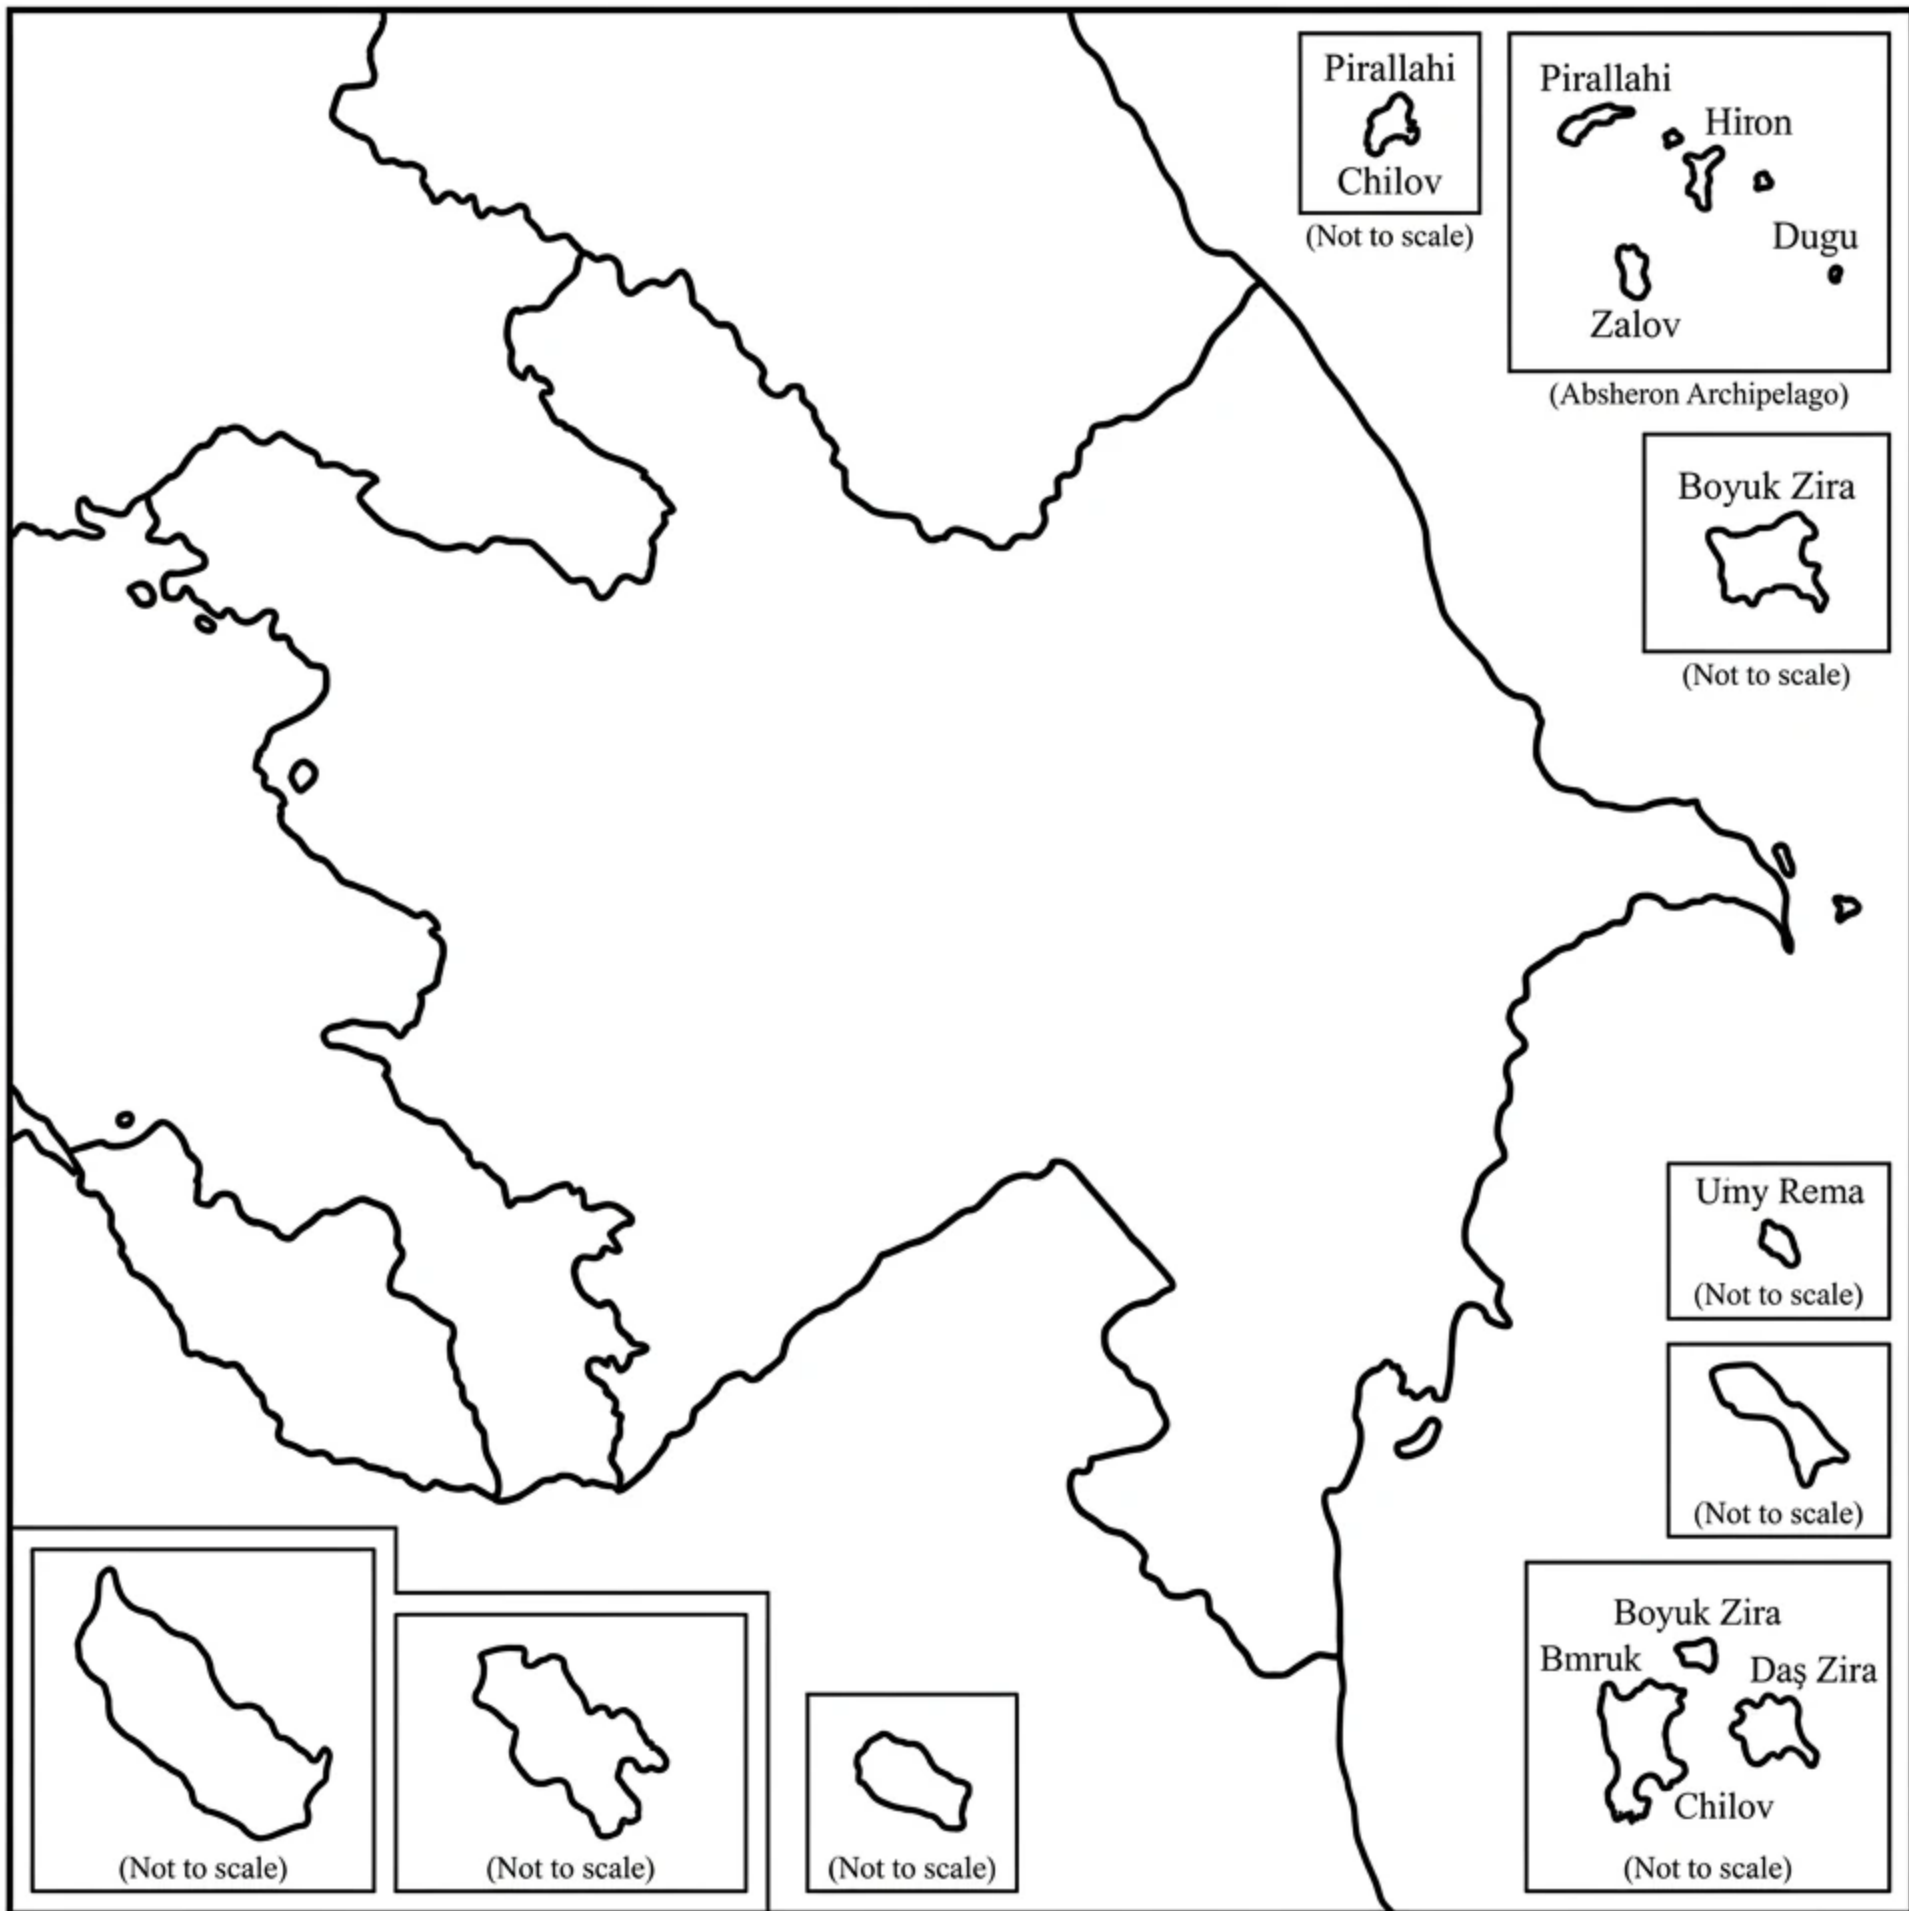 Pirallahi
Chilov
(Not to scale)
Pirallahi
Hiron
Dugu
Zalov
(Absheron Archipelago)
Boyuk Zira
(Not to scale)
Uiny Rema
(Not to scale)
(Not to scale)
Boyuk Zira
Bmruk
Daş Zira
Chilov
(Not to scale)
(Not to scale)
(Not to scale)
(Not to scale)